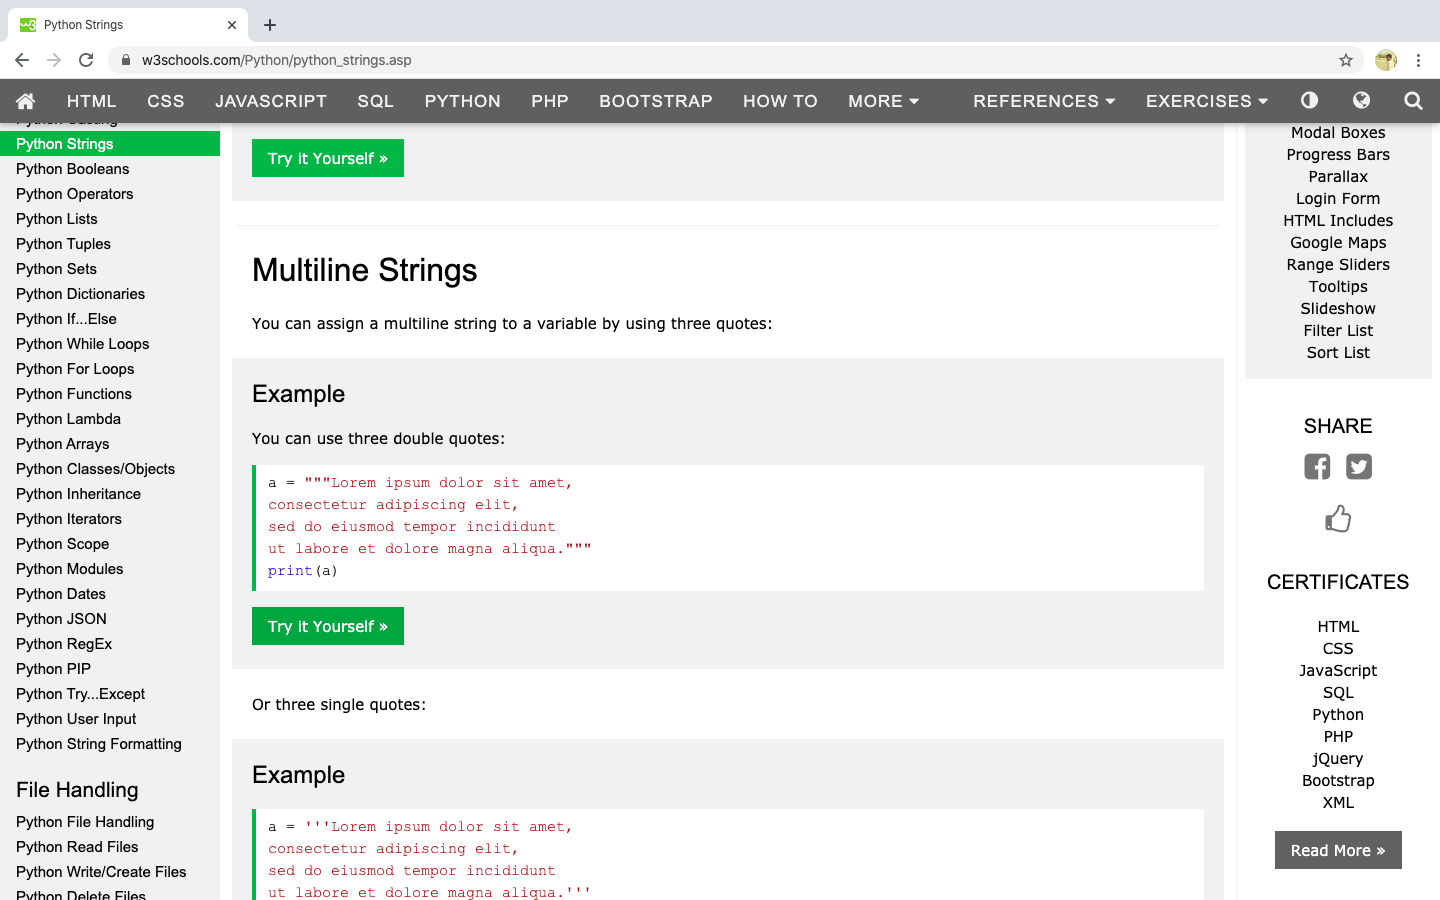 Python Strings
w3schools.com/Python/python_strings.asp
HTML CSS JAVASCRIPT SQL PYTHON PHP BOOTSTRAP HOW TO MORE REFERENCES EXERCISES
Python Casting
Python Strings
Python Booleans
Python Operators
Python Lists
Python Tuples
Python Sets
Python Dictionaries
Python If...Else
Python While Loops
Python For Loops
Python Functions
Python Lambda
Python Arrays
Python Classes/Objects
Python Inheritance
Python Iterators
Python Scope
Python Modules
Python Dates
Python JSON
Python RegEx
Python PIP
Python Try...Except
Python User Input
Python String Formatting
File Handling
Python File Handling
Python Read Files
Python Write/Create Files
Python Delete Files
Try it Yourself »
Multiline Strings
You can assign a multiline string to a variable by using three quotes:
Example
You can use three double quotes:
a = """Lorem ipsum dolor sit amet,
consectetur adipiscing elit,
sed do eiusmod tempor incididunt
ut labore et dolore magna aliqua."""
print(a)
Try it Yourself »
Or three single quotes:
Example
a = '''Lorem ipsum dolor sit amet,
consectetur adipiscing elit,
sed do eiusmod tempor incididunt
ut labore et dolore magna aliqua.'''
Modal Boxes
Progress Bars
Parallax
Login Form
HTML Includes
Google Maps
Range Sliders
Tooltips
Slideshow
Filter List
Sort List
SHARE
CERTIFICATES
HTML
CSS
JavaScript
SQL
Python
PHP
jQuery
Bootstrap
XML
Read More »